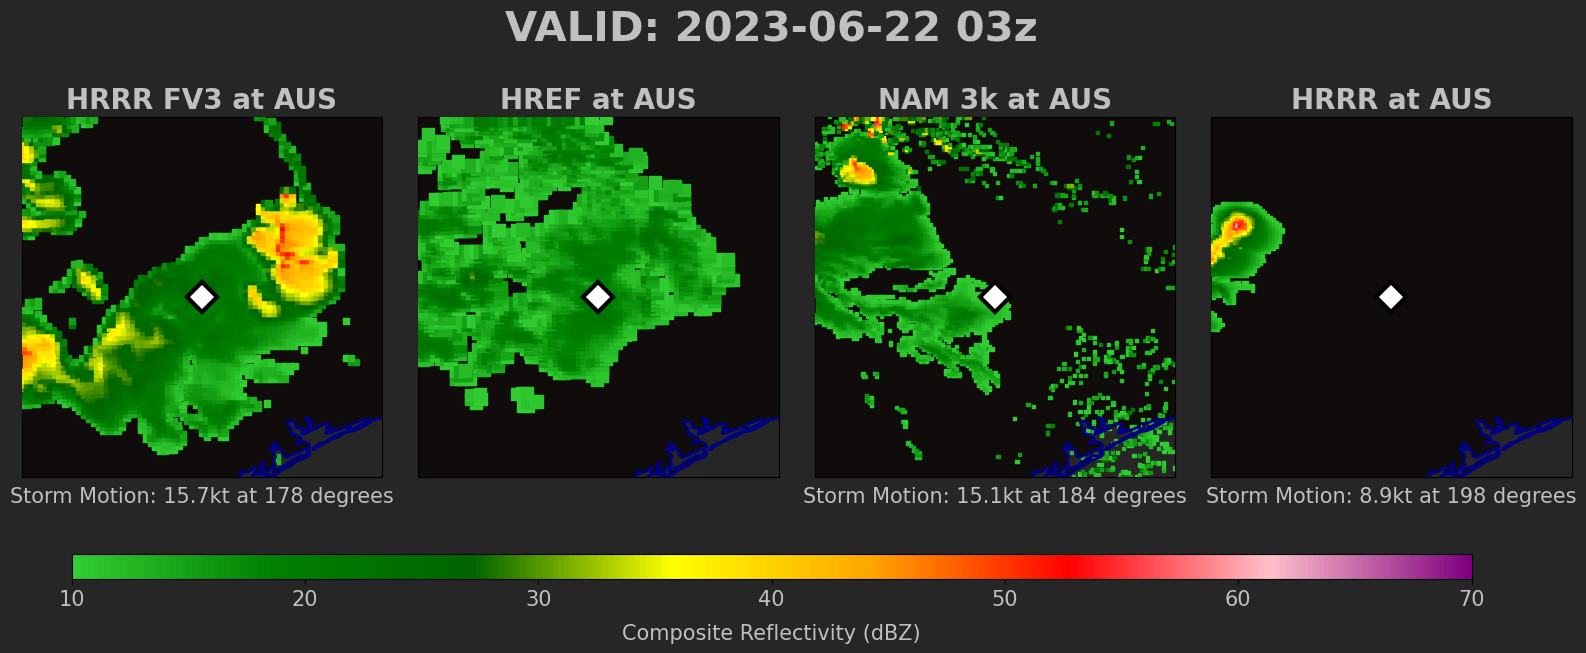 VALID: 2023-06-22 03z
HRRR FV3 at AUS
HREF at AUS
NAM 3k at AUS
HRRR at AUS
Storm Motion: 15.7kt at 178 degrees
Storm Motion: 15.1kt at 184 degrees
Storm Motion: 8.9kt at 198 degrees
10 20 30 40 50 60 70
Composite Reflectivity (dBZ)